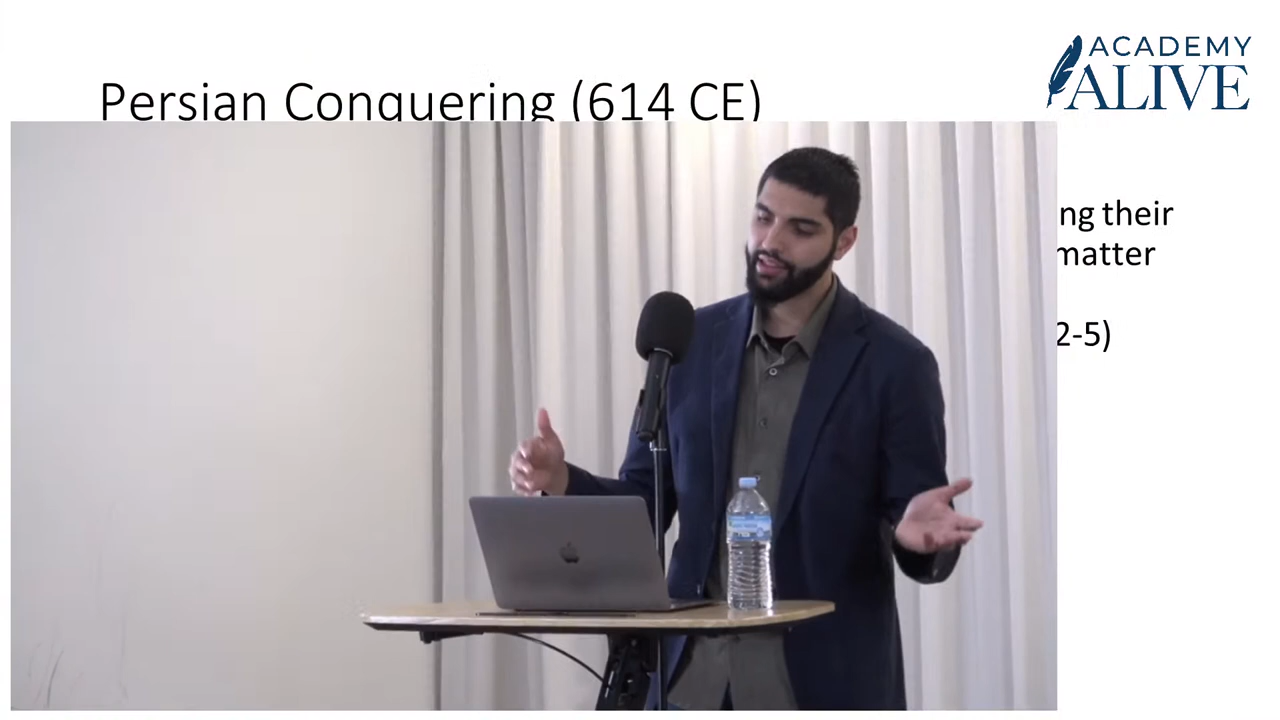 ACADEMY
ALIVE
Persian Conquering (614 CE)
ng their
matter
2-5)